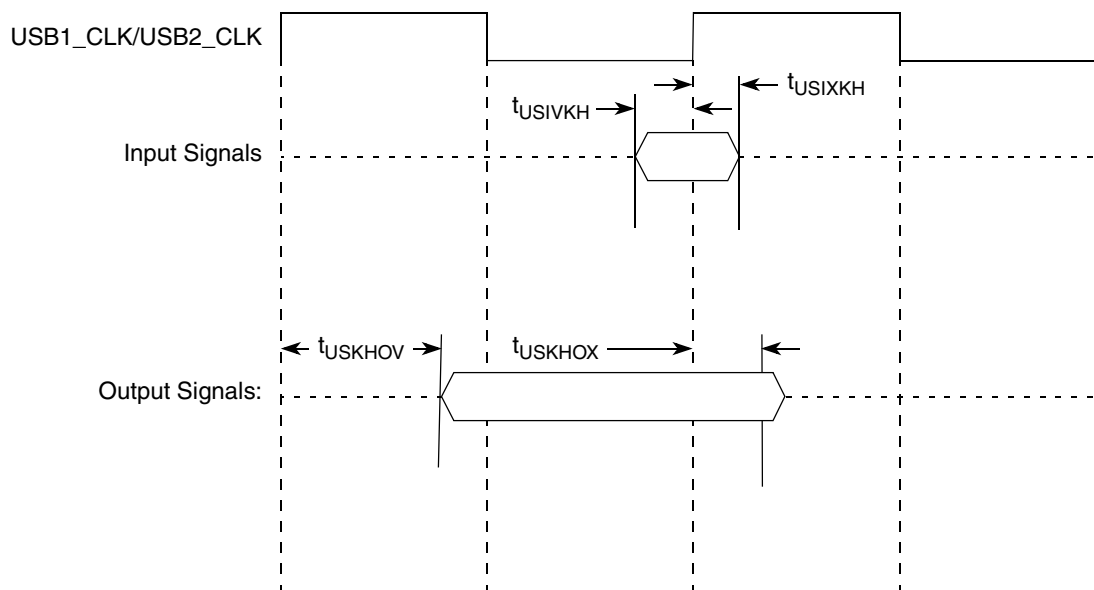 USB1_CLK/USB2_CLK
tUSIXKH
tUSIVKH
Input Signals
tUSKHOV
tUSKHOX
Output Signals: